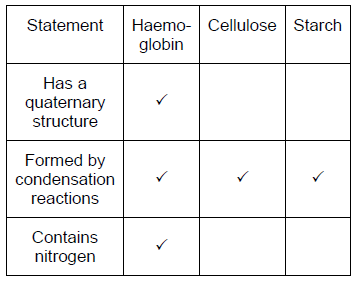 Statement Haemo- Cellulose Starch
globin
Has a
quaternary
structure ✓
Formed by
condensation ✓ ✓ ✓
reactions
Contains
nitrogen ✓